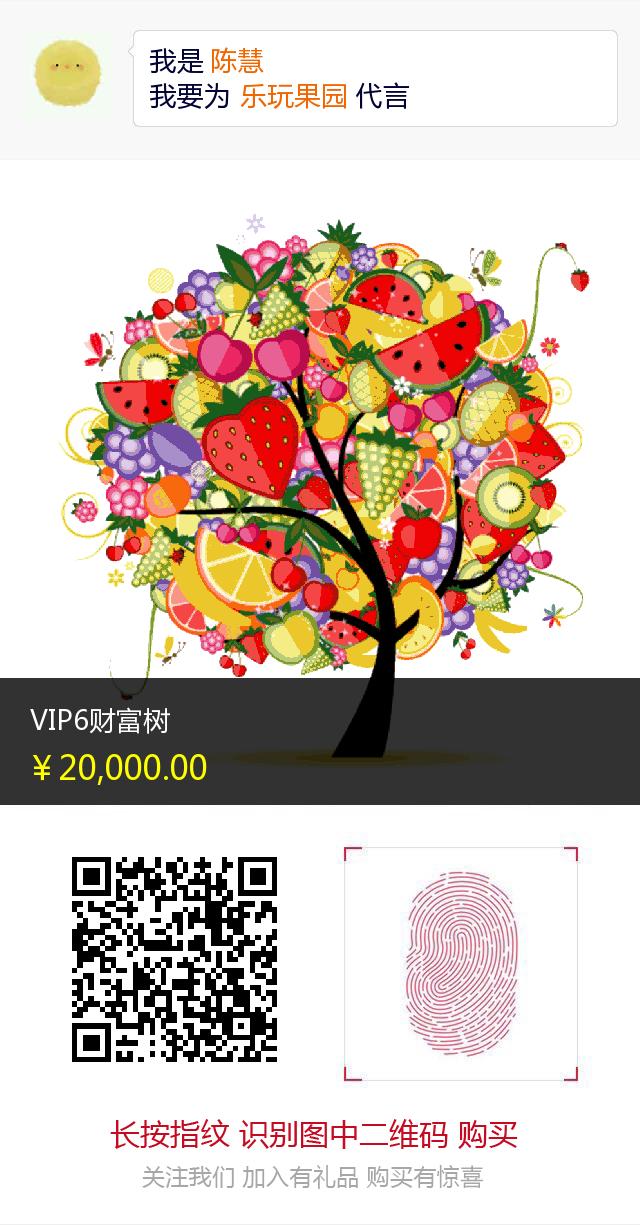 我是 陈慧
我要为 乐玩果园 代言
VIP6财富树
￥20,000.00
长按指纹 识别图中二维码 购买
关注我们 加入有礼品 购买有惊喜